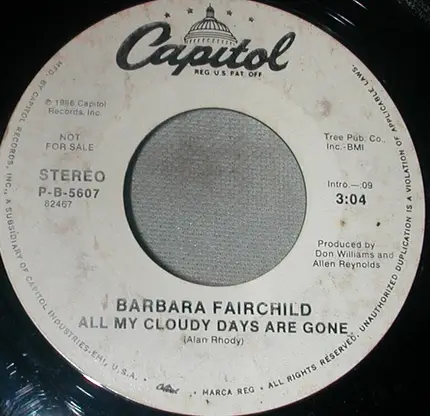 Capitol
REG. U.S. PAT. OFF.
℗ 1986 Capitol
Records, Inc.
NOT
FOR SALE
STEREO
P-B-5607
82467
Tree Pub. Co.,
Inc.-BMI
Intro.—:09
3:04
Produced by
Don Williams and
Allen Reynolds
BARBARA FAIRCHILD
ALL MY CLOUDY DAYS ARE GONE
(Alan Rhody)
MFD. BY CAPITOL RECORDS, INC., A SUBSIDIARY OF CAPITOL INDUSTRIES-EMI, U.S.A. · Capitol · MARCA REG. · ALL RIGHTS RESERVED. UNAUTHORIZED DUPLICATION IS A VIOLATION OF APPLICABLE LAWS.